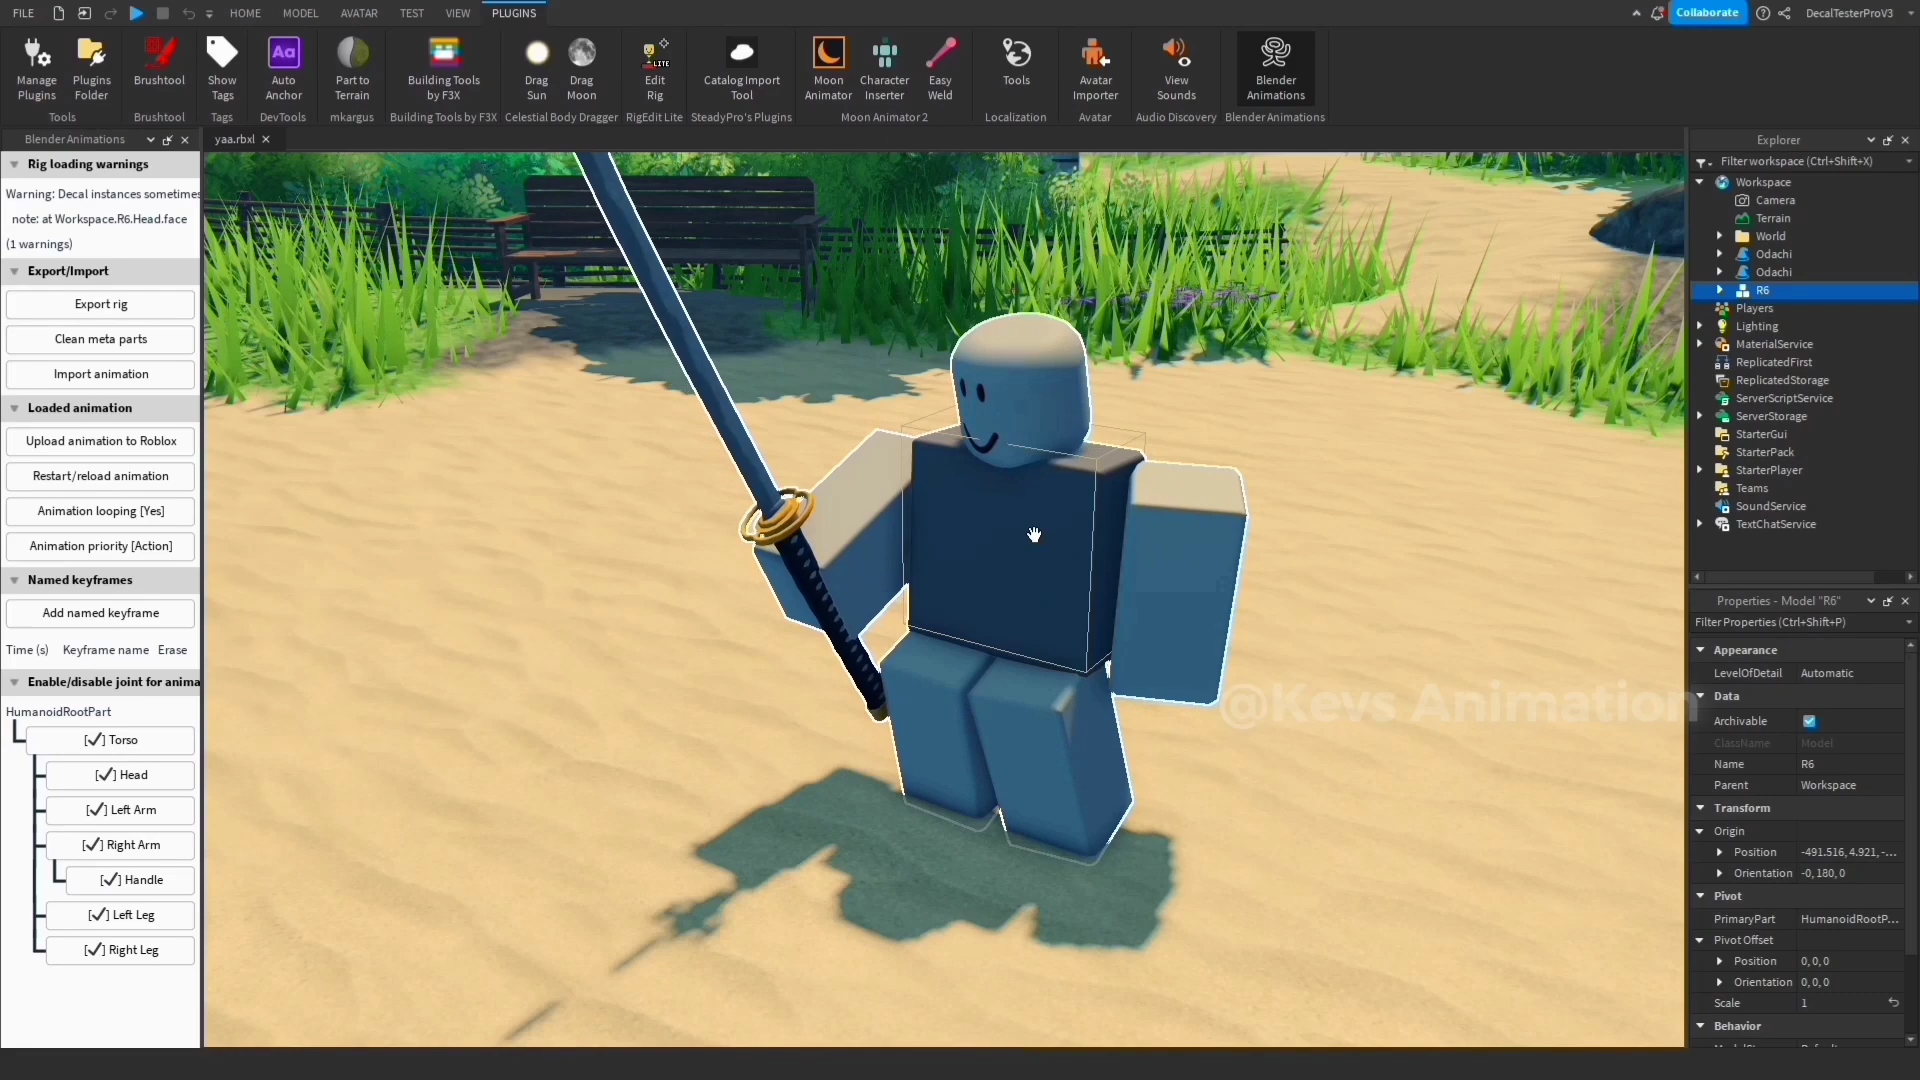 FILE HOME MODEL AVATAR TEST VIEW PLUGINS Collaborate DecalTesterProV3
Manage Plugins
Plugins Folder
Tools
Brushtool
Brushtool
Show Tags
Tags
Aa
Auto Anchor
DevTools
Part to Terrain
mkargus
Building Tools by F3X
Building Tools by F3X
Drag Sun
Drag Moon
Celestial Body Dragger
LITE
Edit Rig
RigEdit Lite
Catalog Import Tool
SteadyPro's Plugins
Moon Animator
Character Inserter
Easy Weld
Moon Animator 2
Tools
Localization
Avatar Importer
Avatar
View Sounds
Audio Discovery
Blender Animations
Blender Animations
Blender Animations
Rig loading warnings
Warning: Decal instances sometimes
note: at Workspace.R6.Head.face
(1 warnings)
Export/Import
Export rig
Clean meta parts
Import animation
Loaded animation
Upload animation to Roblox
Restart/reload animation
Animation looping [Yes]
Animation priority [Action]
Named keyframes
Add named keyframe
Time (s) Keyframe name Erase
Enable/disable joint for anima
HumanoidRootPart
[✓] Torso
[✓] Head
[✓] Left Arm
[✓] Right Arm
[✓] Handle
[✓] Left Leg
[✓] Right Leg
yaa.rbxl
@Kevs Animation
Explorer
Filter workspace (Ctrl+Shift+X)
Workspace
Camera
Terrain
World
Odachi
Odachi
R6
Players
Lighting
MaterialService
ReplicatedFirst
ReplicatedStorage
ServerScriptService
ServerStorage
StarterGui
StarterPack
StarterPlayer
Teams
SoundService
TextChatService
Properties - Model "R6"
Filter Properties (Ctrl+Shift+P)
Appearance
LevelOfDetail Automatic
Data
Archivable
ClassName Model
Name R6
Parent Workspace
Transform
Origin
Position -491.516, 4.921, -...
Orientation -0, 180, 0
Pivot
PrimaryPart HumanoidRootP...
Pivot Offset
Position 0, 0, 0
Orientation 0, 0, 0
Scale 1
Behavior